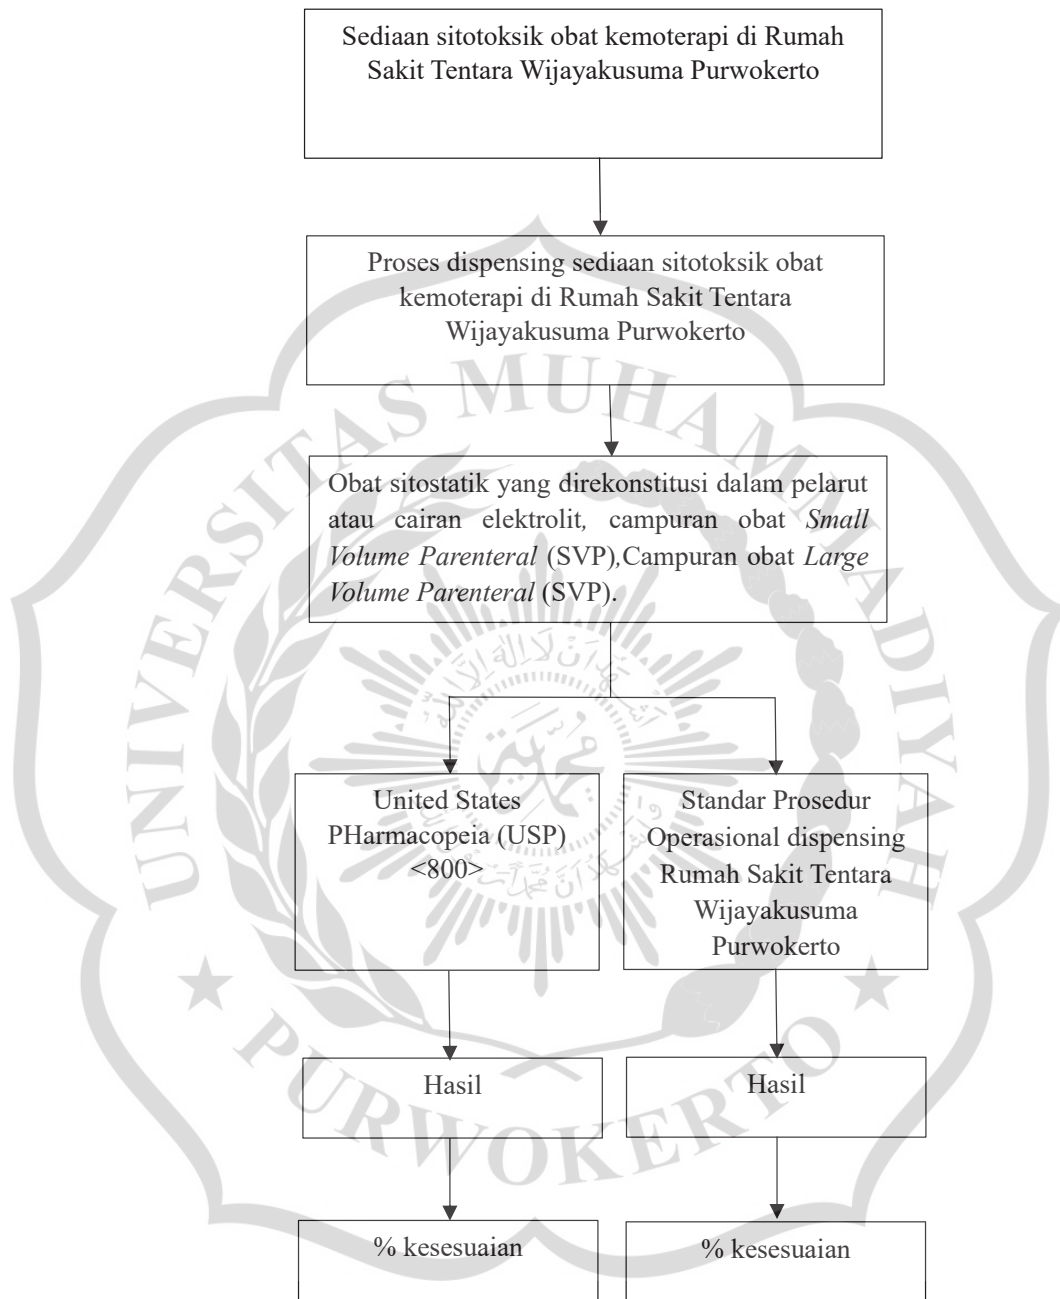 Sediaan sitotoksik obat kemoterapi di Rumah
Sakit Tentara Wijayakusuma Purwokerto
Proses dispensing sediaan sitotoksik obat
kemoterapi di Rumah Sakit Tentara
Wijayakusuma Purwokerto
Obat sitostatik yang direkonstitusi dalam pelarut
atau cairan elektrolit, campuran obat Small
Volume Parenteral (SVP),Campuran obat Large
Volume Parenteral (SVP).
United States
PHarmacopeia (USP)
<800>
Standar Prosedur
Operasional dispensing
Rumah Sakit Tentara
Wijayakusuma
Purwokerto
Hasil
Hasil
% kesesuaian
% kesesuaian
UNIVERSITAS MUHAMMADIYAH
PURWOKERTO